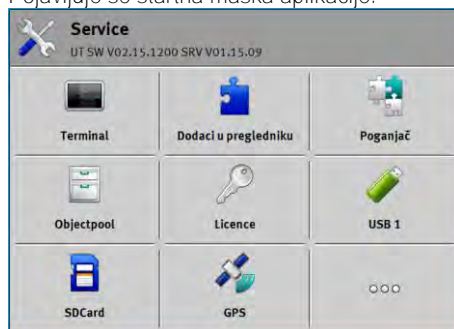 Pojavljuje se startna maska aplikacije:
Service
UT SW V02.15.1200 SRV V01.15.09
Terminal
Dodaci u pregledniku
Poganjač
Objectpool
Licence
USB 1
SDCard
GPS